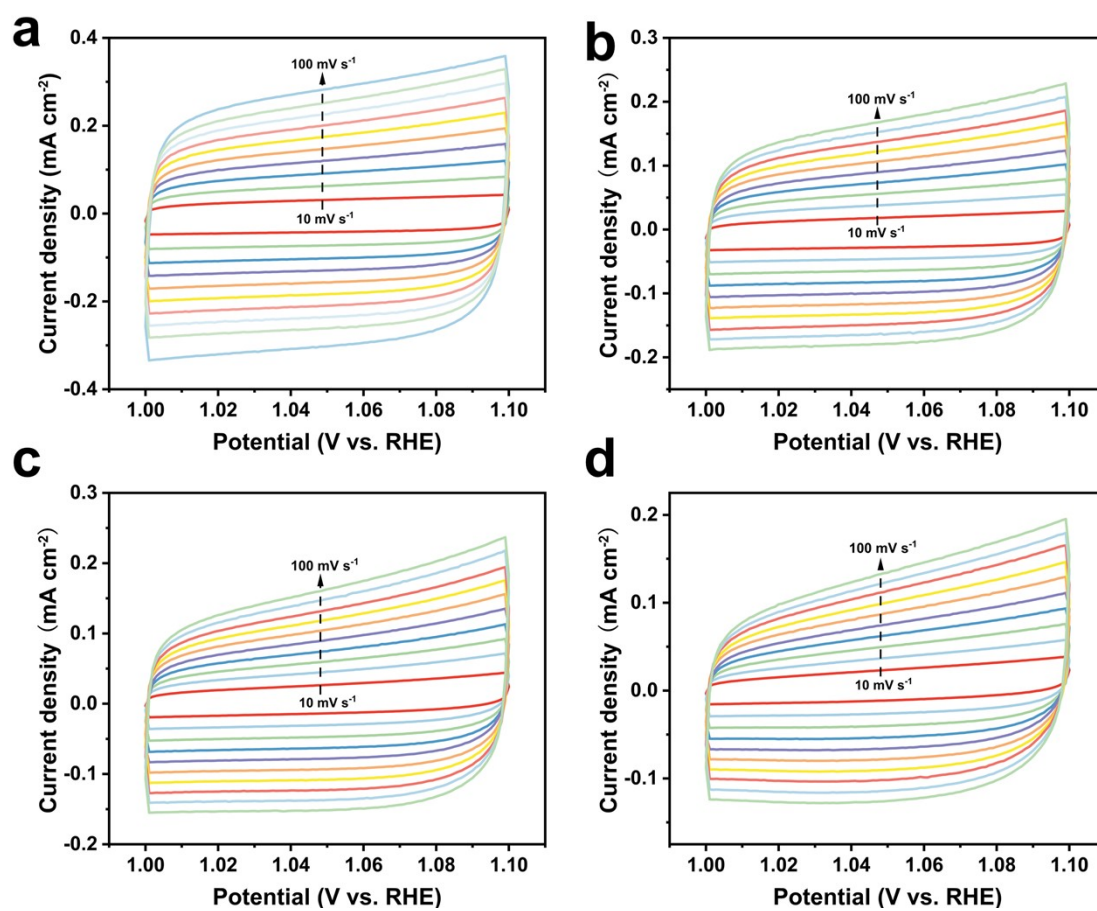 a
Current density (mA cm-2)
0.4
0.2
0.0
-0.2
-0.4
100 mV s-1
10 mV s-1
1.00 1.02 1.04 1.06 1.08 1.10
Potential (V vs. RHE)
b
Current density (mA cm-2)
0.3
0.2
0.1
0.0
-0.1
-0.2
100 mV s-1
10 mV s-1
1.00 1.02 1.04 1.06 1.08 1.10
Potential (V vs. RHE)
c
Current density (mA cm-2)
0.3
0.2
0.1
0.0
-0.1
-0.2
100 mV s-1
10 mV s-1
1.00 1.02 1.04 1.06 1.08 1.10
Potential (V vs. RHE)
d
Current density (mA cm-2)
0.2
0.1
0.0
-0.1
100 mV s-1
10 mV s-1
1.00 1.02 1.04 1.06 1.08 1.10
Potential (V vs. RHE)